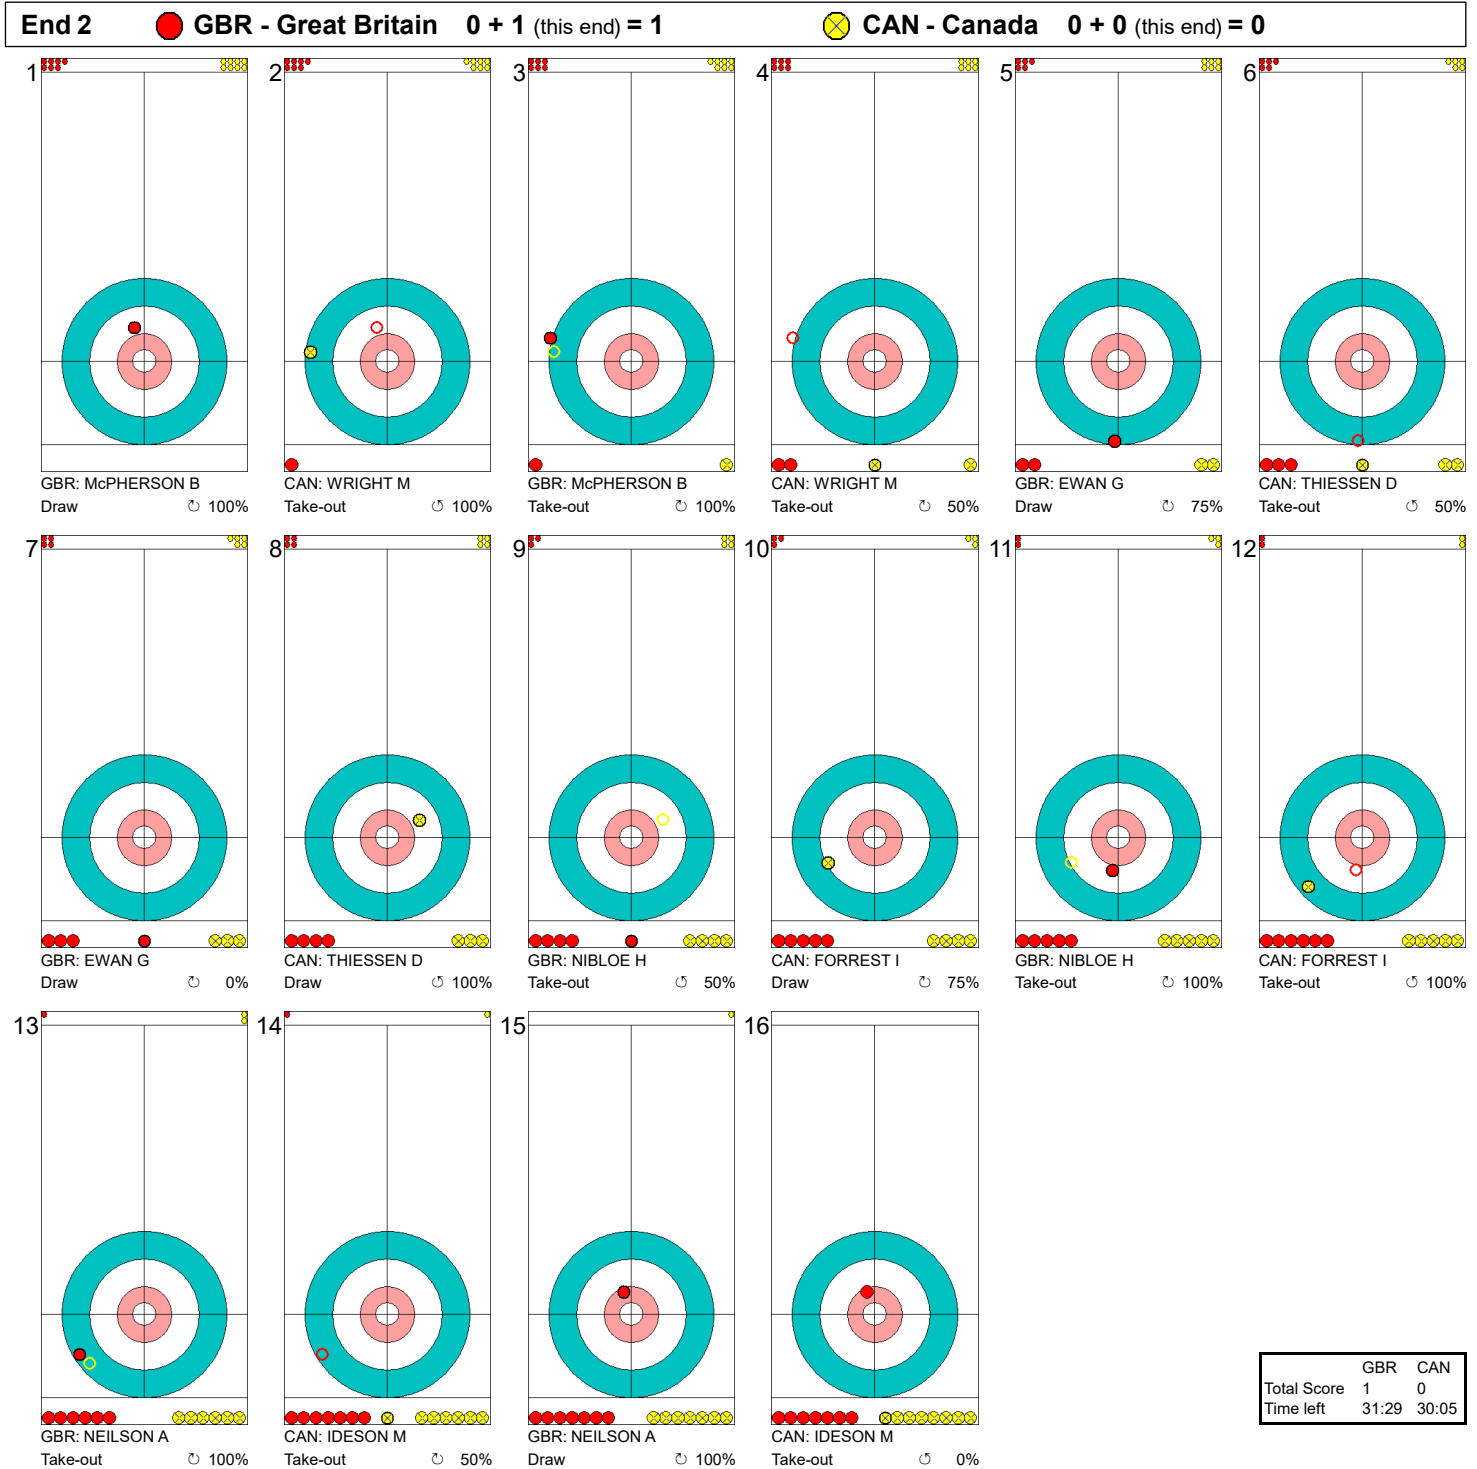 End 2 GBR - Great Britain 0 + 1 (this end) = 1 CAN - Canada 0 + 0 (this end) = 0
1 2 3 4 5 6
GBR: McPHERSON B CAN: WRIGHT M GBR: McPHERSON B CAN: WRIGHT M GBR: EWAN G CAN: THIESSEN D
Draw ↻ 100% Take-out ↺ 100% Take-out ↻ 100% Take-out ↺ 50% Draw ↻ 75% Take-out ↺ 50%
7 8 9 10 11 12
GBR: EWAN G CAN: THIESSEN D GBR: NIBLOE H CAN: FORREST I GBR: NIBLOE H CAN: FORREST I
Draw ↻ 0% Draw ↻ 100% Take-out ↺ 50% Draw ↻ 75% Take-out ↺ 100% Take-out ↺ 100%
13 14 15 16
GBR: NEILSON A CAN: IDESON M GBR: NEILSON A CAN: IDESON M
Take-out ↻ 100% Take-out ↻ 50% Draw ↻ 100% Take-out ↺ 0%
GBR CAN
Total Score 1 0
Time left 31:29 30:05